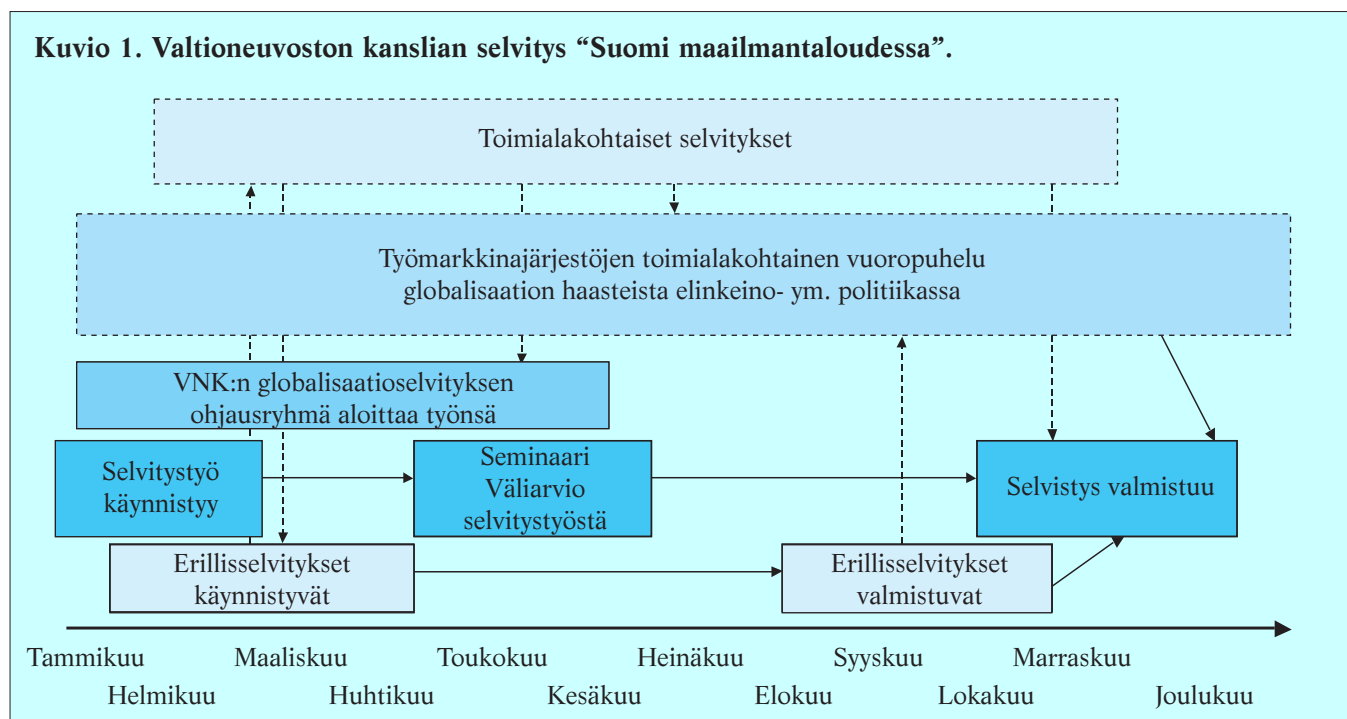 Kuvio 1. Valtioneuvoston kanslian selvitys “Suomi maailmantaloudessa”.
Toimialakohtaiset selvitykset
Työmarkkinajärjestöjen toimialakohtainen vuoropuhelu
globalisaation haasteista elinkeino- ym. politiikassa
VNK:n globalisaatioselvityksen
ohjausryhmä aloittaa työnsä
Selvitystyö
käynnistyy
Seminaari
Väliarvio
selvitystyöstä
Selvistys valmistuu
Erillisselvitykset
käynnistyvät
Erillisselvitykset
valmistuvat
Tammikuu Maaliskuu Toukokuu Heinäkuu Syyskuu Marraskuu
Helmikuu Huhtikuu Kesäkuu Elokuu Lokakuu Joulukuu